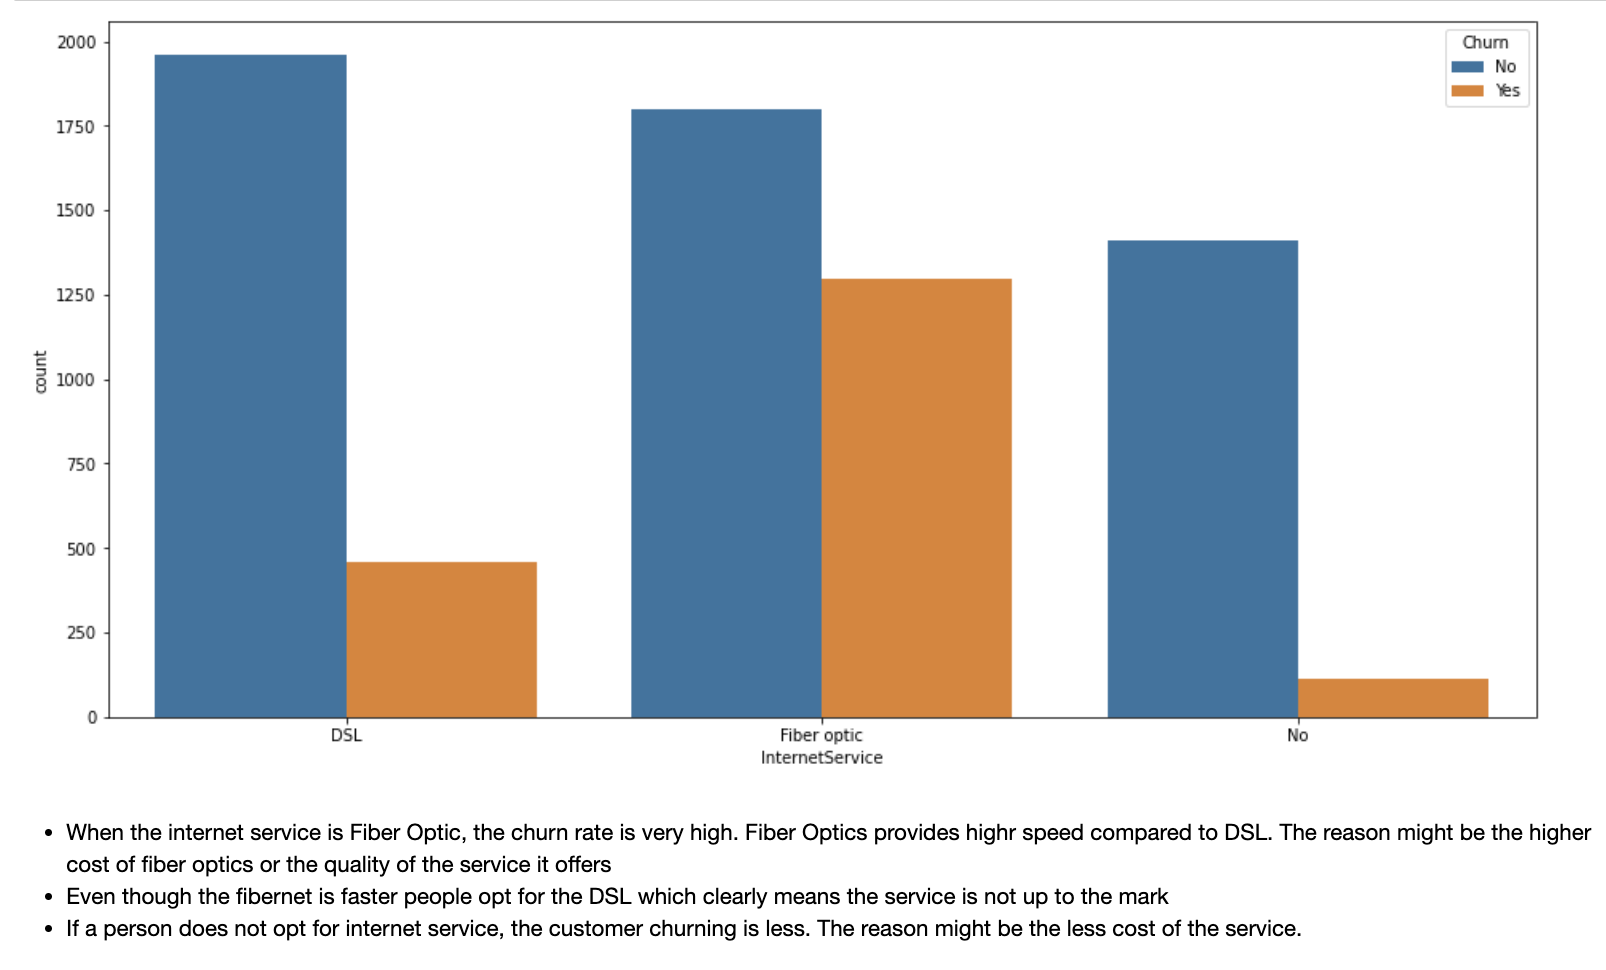 2000
1750
1500
1250
1000
750
500
250
0
count
Churn
No
Yes
DSL
Fiber optic
No
InternetService
• When the internet service is Fiber Optic, the churn rate is very high. Fiber Optics provides highr speed compared to DSL. The reason might be the higher
cost of fiber optics or the quality of the service it offers
• Even though the fibernet is faster people opt for the DSL which clearly means the service is not up to the mark
• If a person does not opt for internet service, the customer churning is less. The reason might be the less cost of the service.